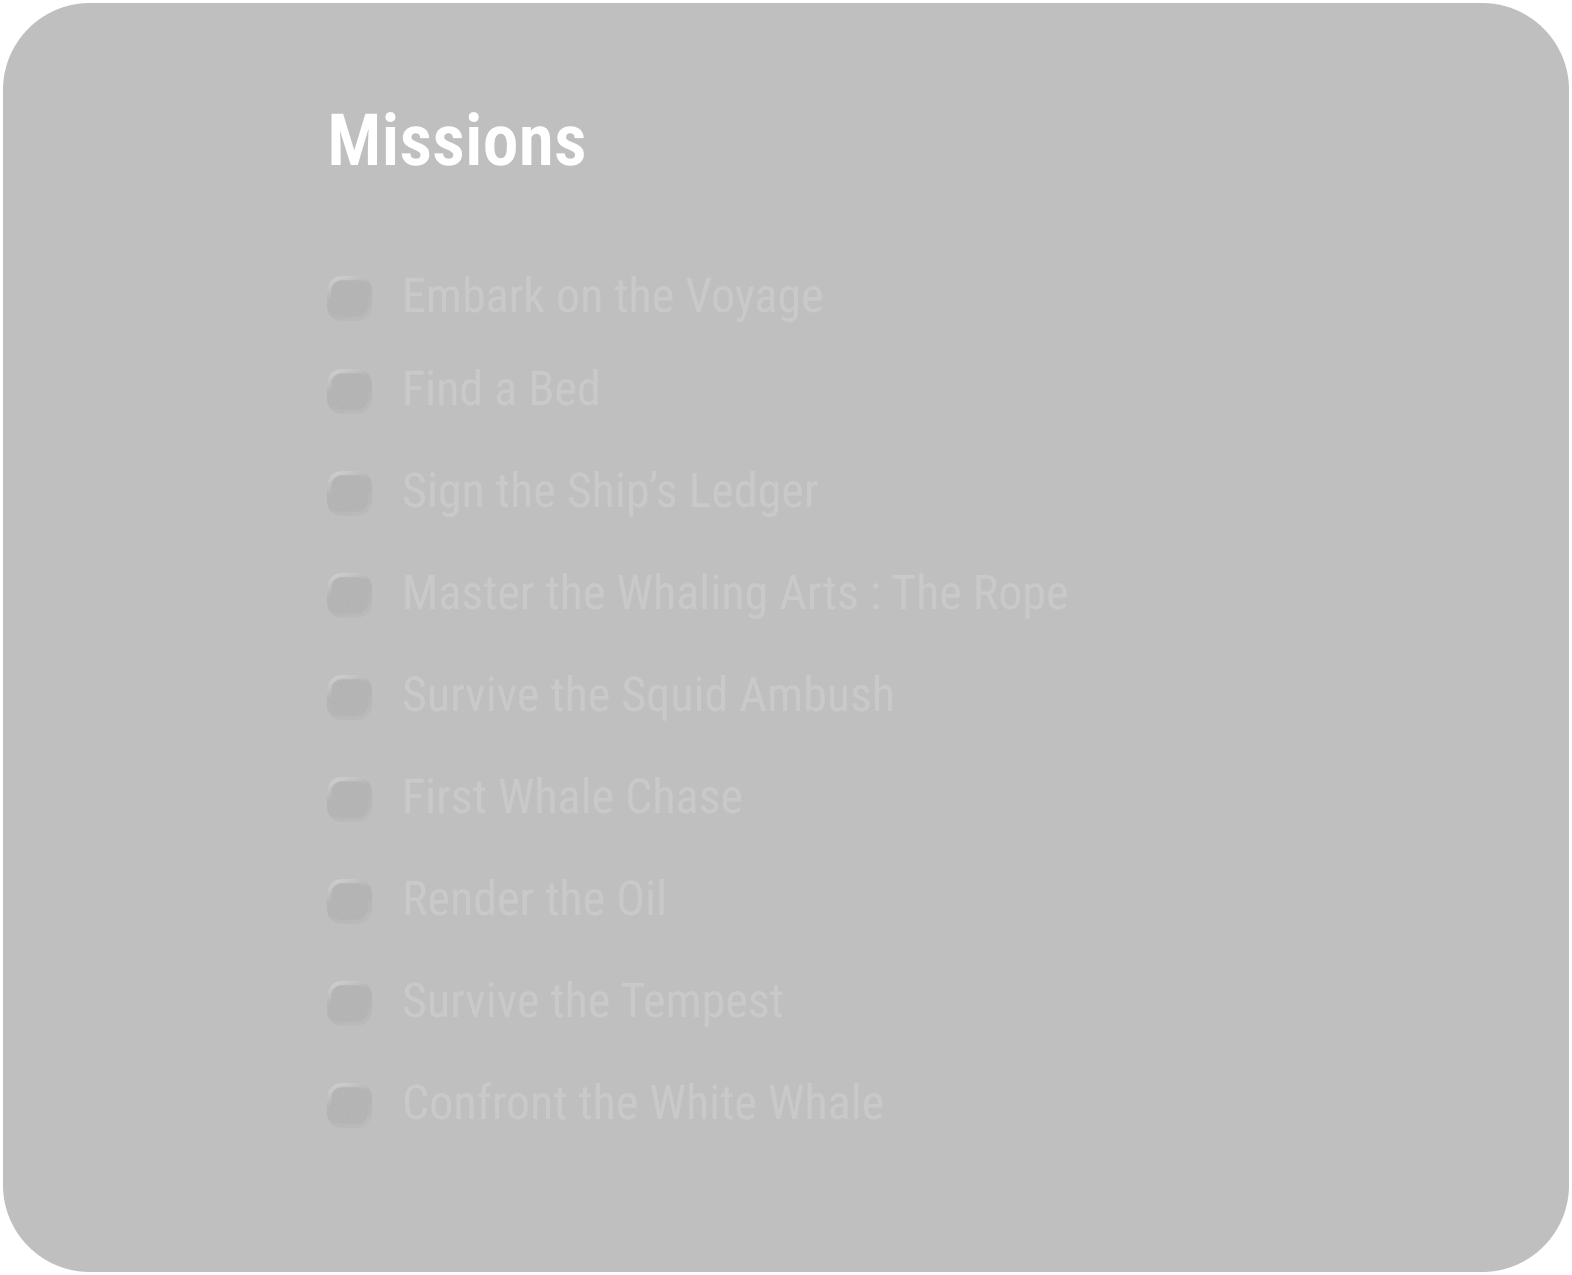 Missions
Embark on the Voyage
Find a Bed
Sign the Ship’s Ledger
Master the Whaling Arts : The Rope
Survive the Squid Ambush
First Whale Chase
Render the Oil
Survive the Tempest
Confront the White Whale